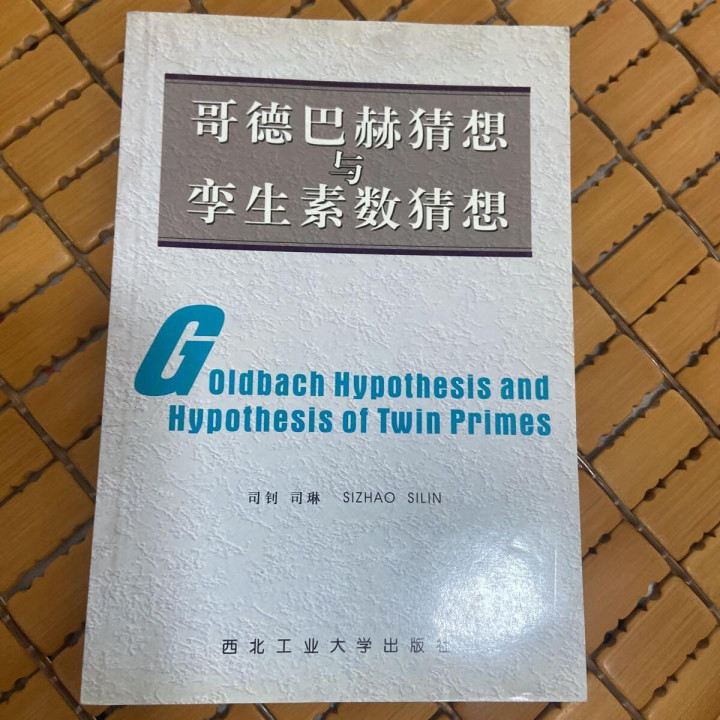 哥德巴赫猜想
与
孪生素数猜想
Goldbach Hypothesis and
Hypothesis of Twin Primes
司钊 司琳 SIZHAO SILIN
西北工业大学出版社